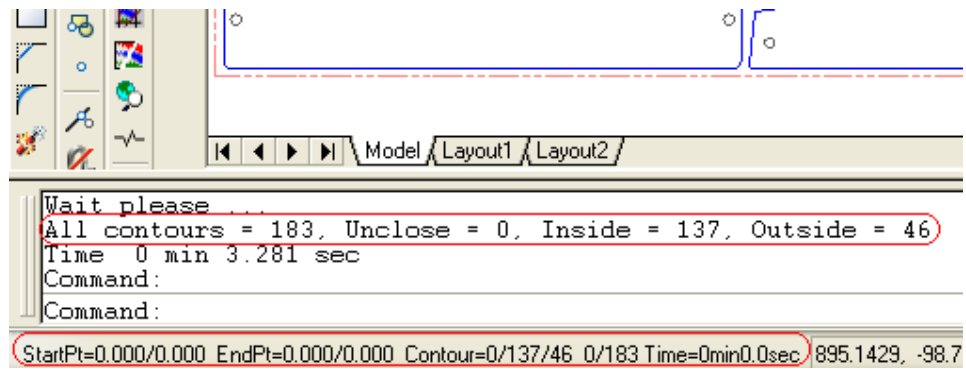 Model Layout1 Layout2
Wait please ...
All contours = 183, Unclose = 0, Inside = 137, Outside = 46
Time 0 min 3.281 sec
Command:
Command:
StartPt=0.000/0.000 EndPt=0.000/0.000 Contour=0/137/46 0/183 Time=0min0.0sec 895.1429, -98.7